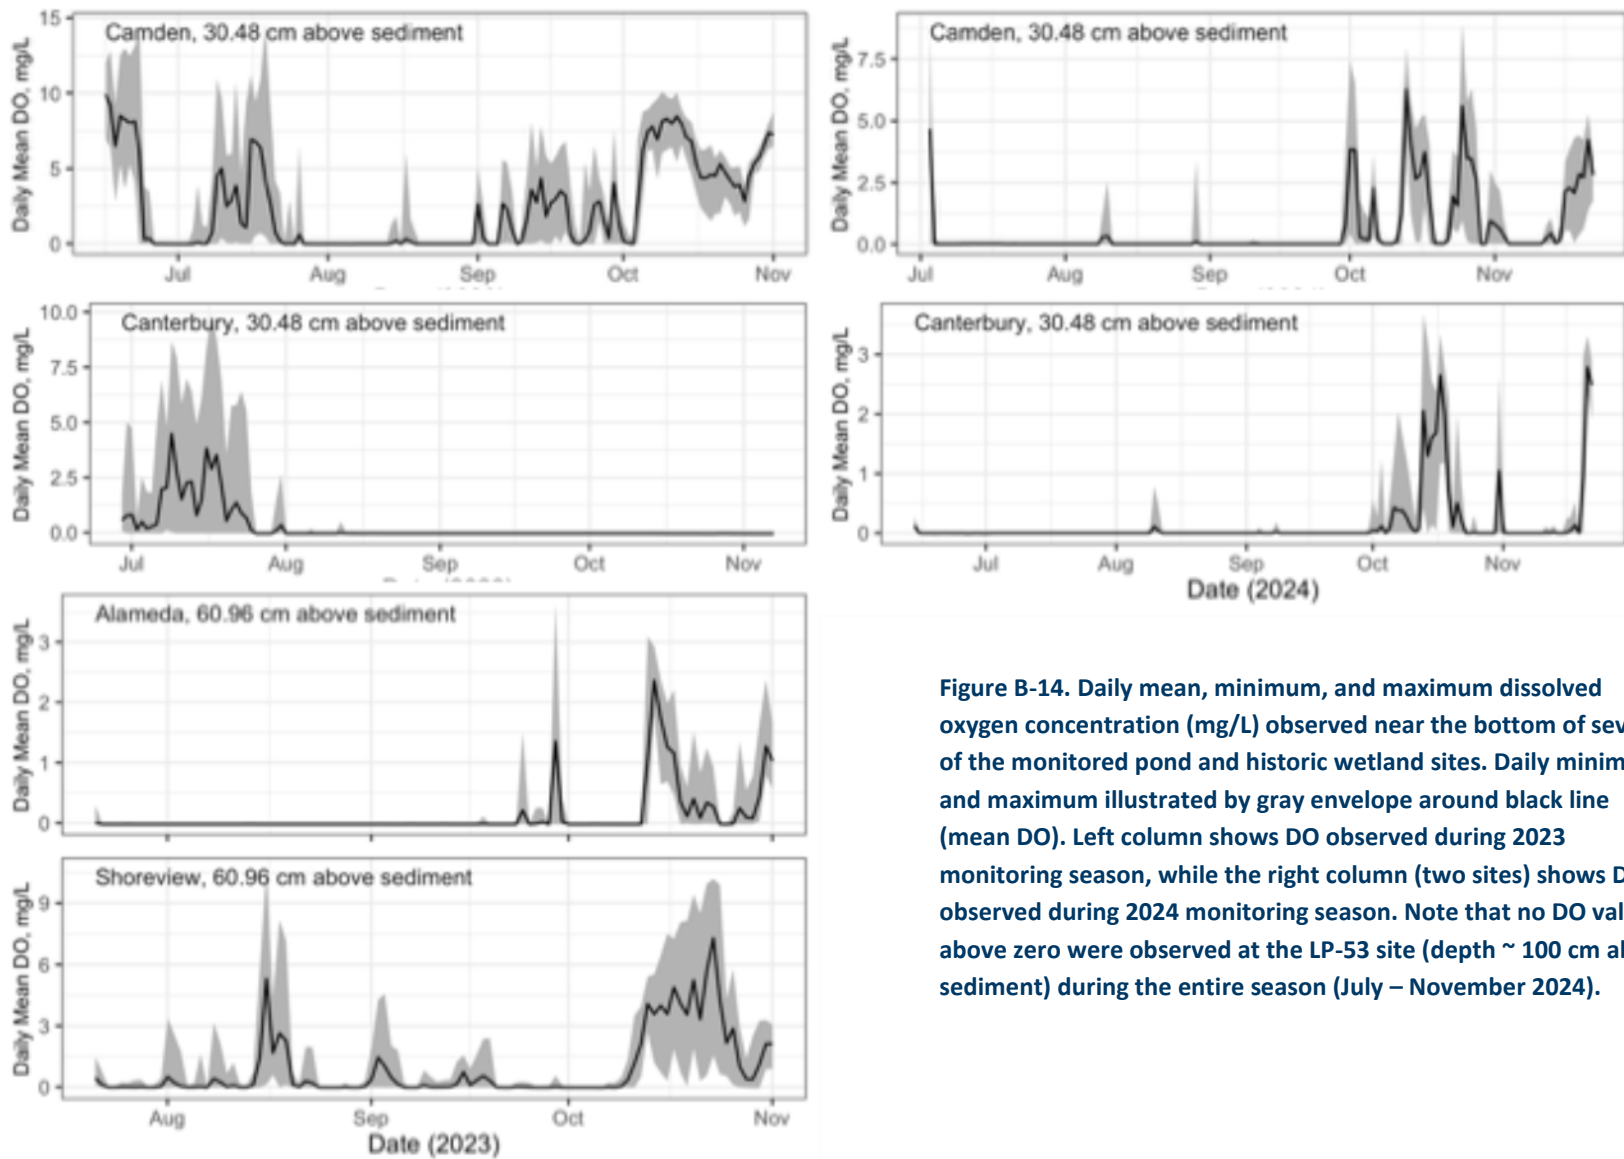 Camden, 30.48 cm above sediment
Daily Mean DO, mg/L
15
10
5
0
Jul Aug Sep Oct Nov
Camden, 30.48 cm above sediment
Daily Mean DO, mg/L
7.5
5.0
2.5
0.0
Jul Aug Sep Oct Nov
Canterbury, 30.48 cm above sediment
Daily Mean DO, mg/L
10.0
7.5
5.0
2.5
0.0
Jul Aug Sep Oct Nov
Canterbury, 30.48 cm above sediment
Daily Mean DO, mg/L
3
2
1
0
Jul Aug Sep Oct Nov
Date (2024)
Alameda, 60.96 cm above sediment
Daily Mean DO, mg/L
3
2
1
0
Shoreview, 60.96 cm above sediment
Daily Mean DO, mg/L
9
6
3
0
Aug Sep Oct Nov
Date (2023)
Figure B-14. Daily mean, minimum, and maximum dissolved
oxygen concentration (mg/L) observed near the bottom of
of the monitored pond and historic wetland sites. Daily
and maximum illustrated by gray envelope around black line
(mean DO). Left column shows DO observed during 2023
monitoring season, while the right column (two sites) shows
observed during 2024 monitoring season. Note that no DO
above zero were observed at the LP-53 site (depth ~ 100 cm
sediment) during the entire season (July – November 2024).